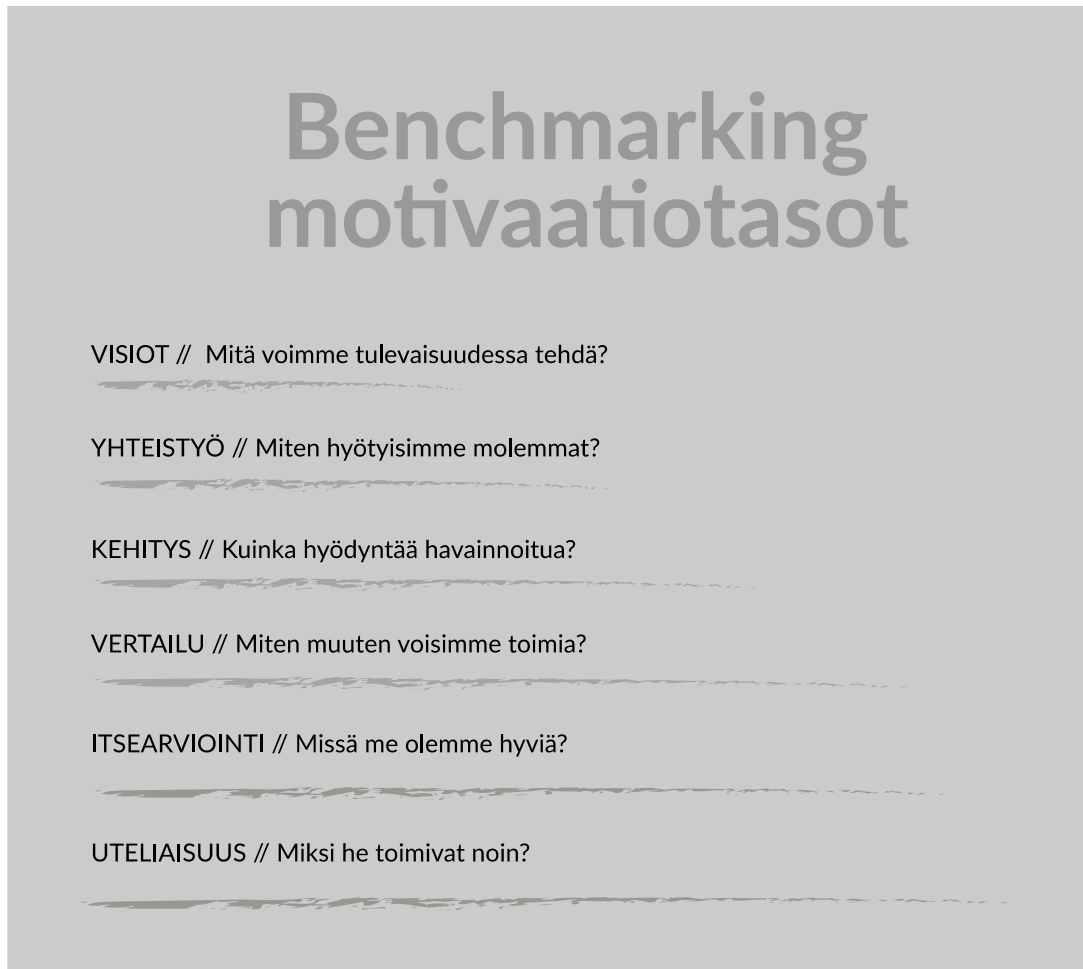 Benchmarking
motivaatiotasot
VISIOT // Mitä voimme tulevaisuudessa tehdä?
YHTEISTYÖ // Miten hyötyisimme molemmat?
KEHITYS // Kuinka hyödyntää havainnoitua?
VERTAILU // Miten muuten voisimme toimia?
ITSEARVIOINTI // Missä me olemme hyviä?
UTELIAISUUS // Miksi he toimivat noin?